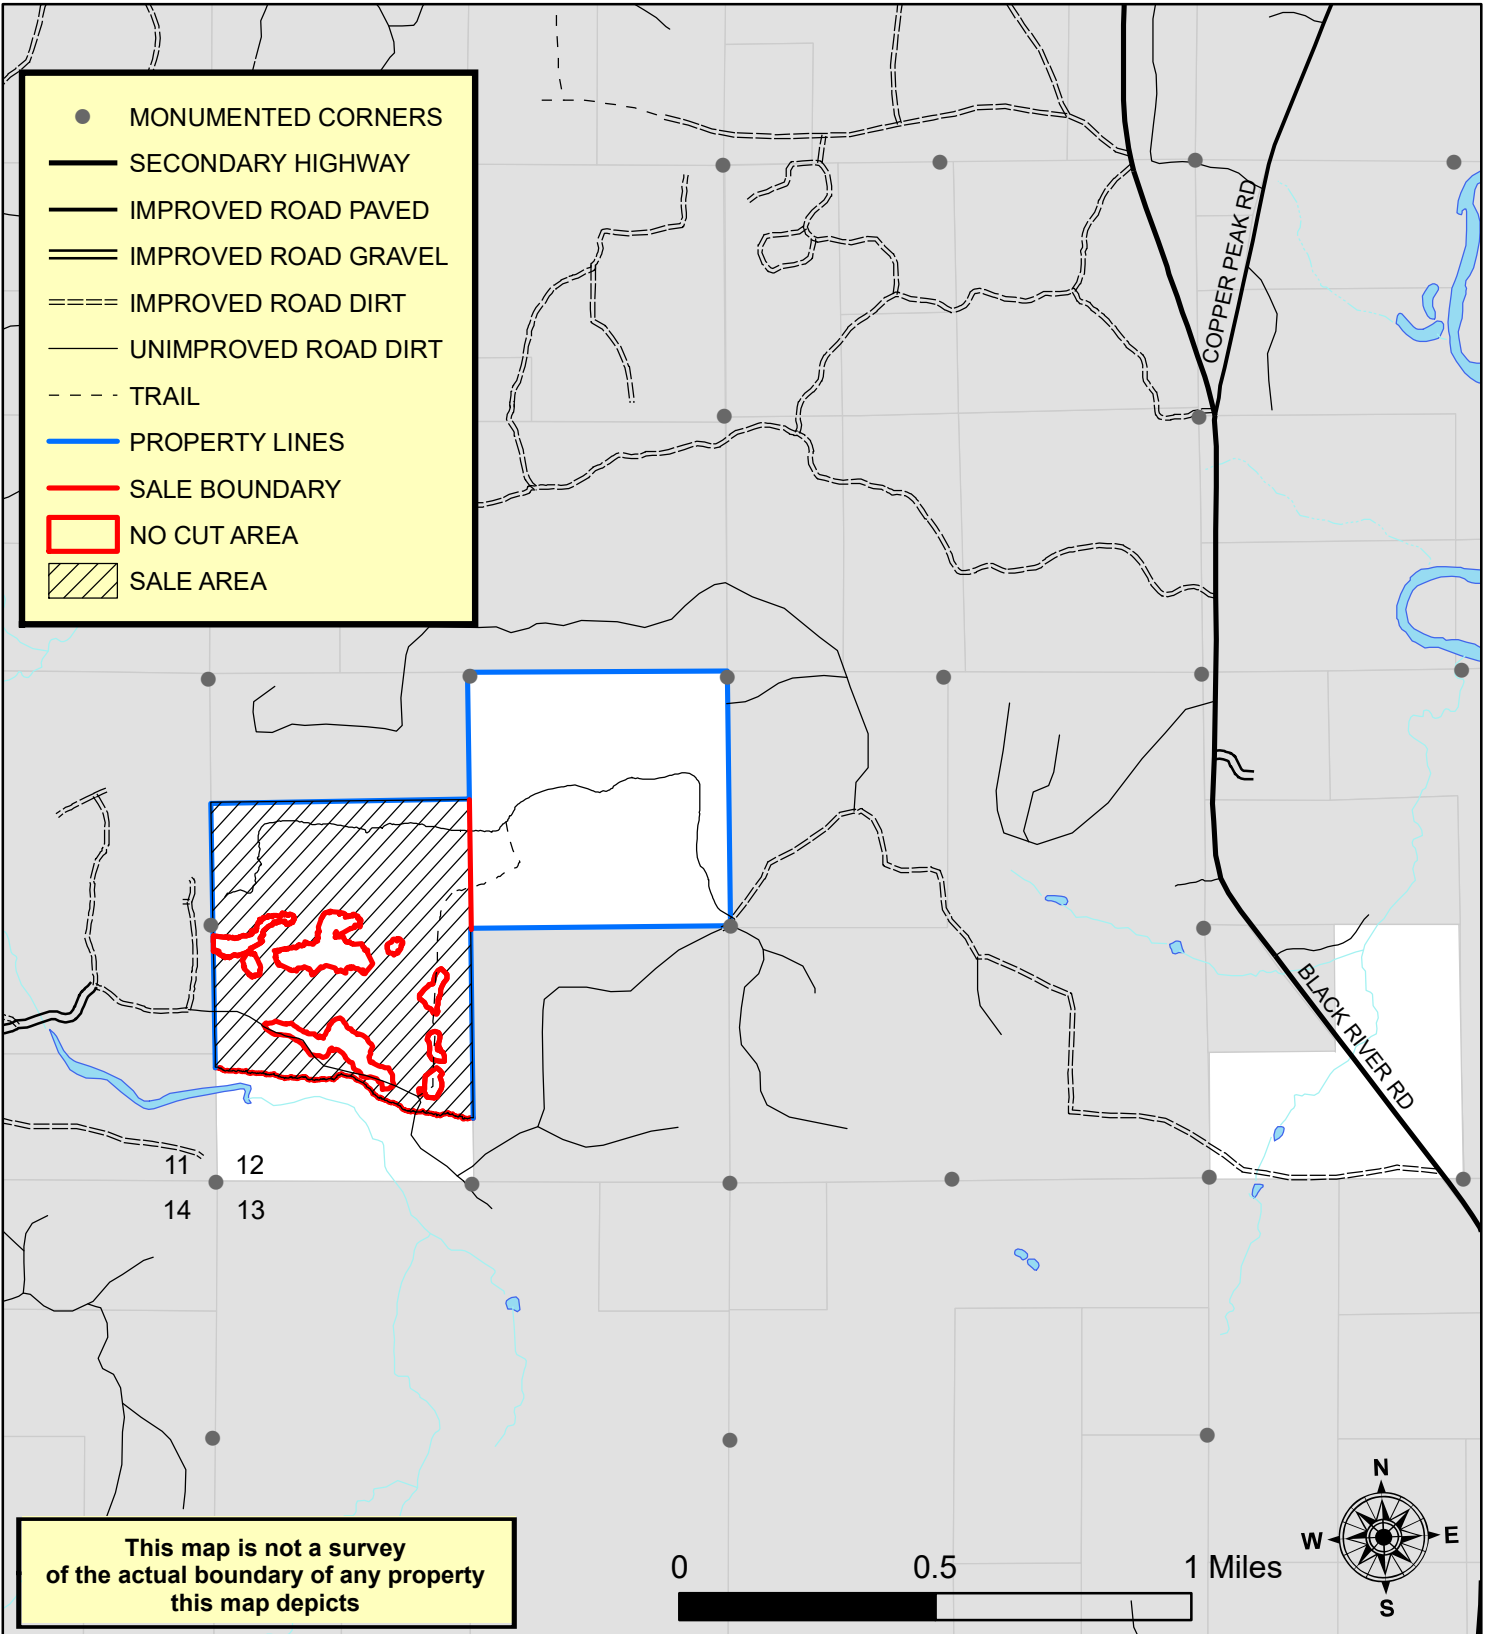 MONUMENTED CORNERS
SECONDARY HIGHWAY
IMPROVED ROAD PAVED
IMPROVED ROAD GRAVEL
IMPROVED ROAD DIRT
UNIMPROVED ROAD DIRT
TRAIL
PROPERTY LINES
SALE BOUNDARY
NO CUT AREA
SALE AREA
COPPER PEAK RD
BLACK RIVER RD
11 12
14 13
This map is not a survey
of the actual boundary of any property
this map depicts
0 0.5 1 Miles
N
W E
S